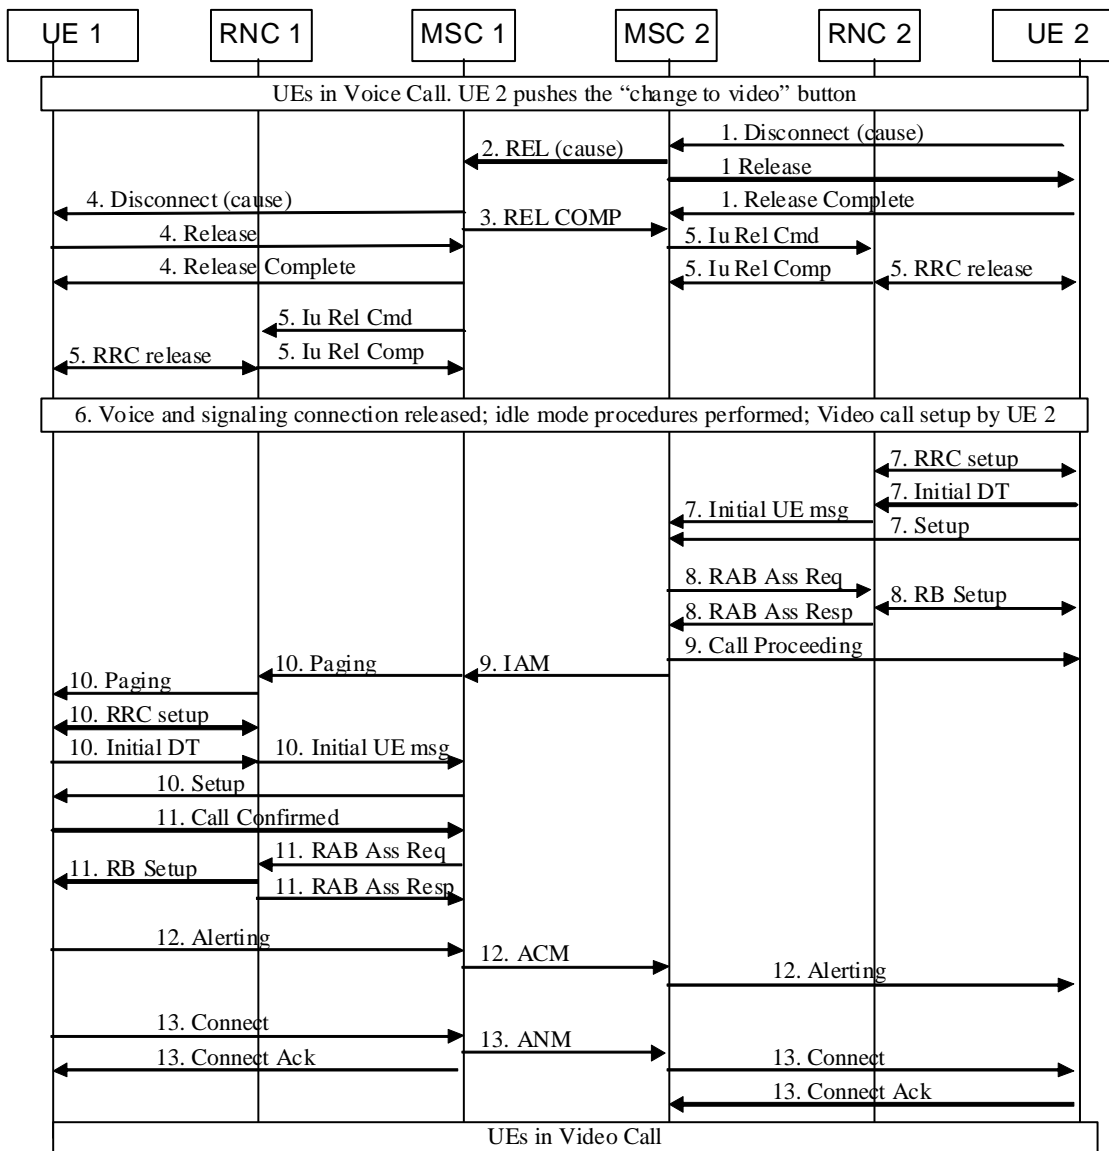 UE 1
RNC 1
MSC 1
MSC 2
RNC 2
UE 2
UEs in Voice Call. UE 2 pushes the “change to video” button
1. Disconnect (cause)
2. REL (cause)
1 Release
4. Disconnect (cause)
1. Release Complete
3. REL COMP
4. Release
5. Iu Rel Cmd
4. Release Complete
5. Iu Rel Comp
5. RRC release
5. Iu Rel Cmd
5. RRC release
5. Iu Rel Comp
6. Voice and signaling connection released; idle mode procedures performed; Video call setup by UE 2
7. RRC setup
7. Initial DT
7. Initial UE msg
7. Setup
8. RAB Ass Req
8. RB Setup
8. RAB Ass Resp
9. Call Proceeding
10. Paging
9. IAM
10. Paging
10. RRC setup
10. Initial DT
10. Initial UE msg
10. Setup
11. Call Confirmed
11. RAB Ass Req
11. RB Setup
11. RAB Ass Resp
12. Alerting
12. ACM
12. Alerting
13. Connect
13. ANM
13. Connect Ack
13. Connect
13. Connect Ack
UEs in Video Call